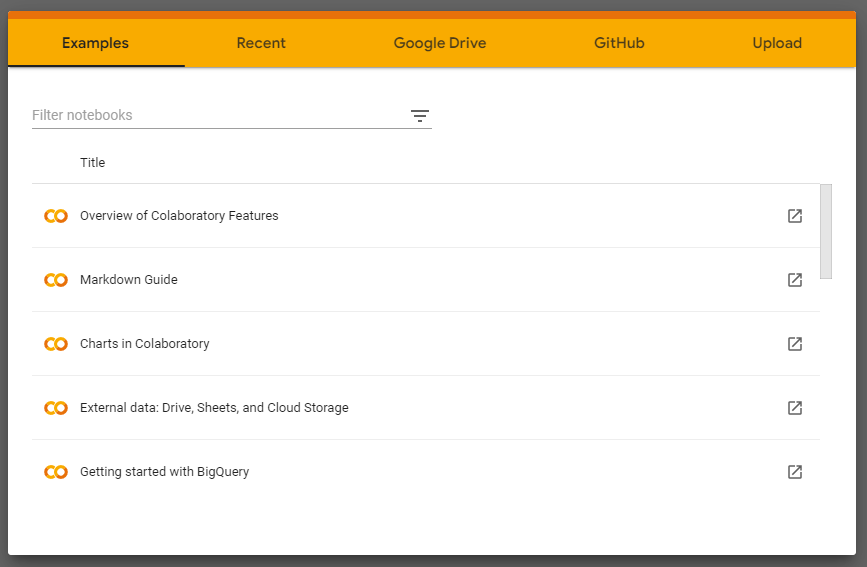 Examples Recent Google Drive GitHub Upload
Filter notebooks
Title
Overview of Colaboratory Features
Markdown Guide
Charts in Colaboratory
External data: Drive, Sheets, and Cloud Storage
Getting started with BigQuery